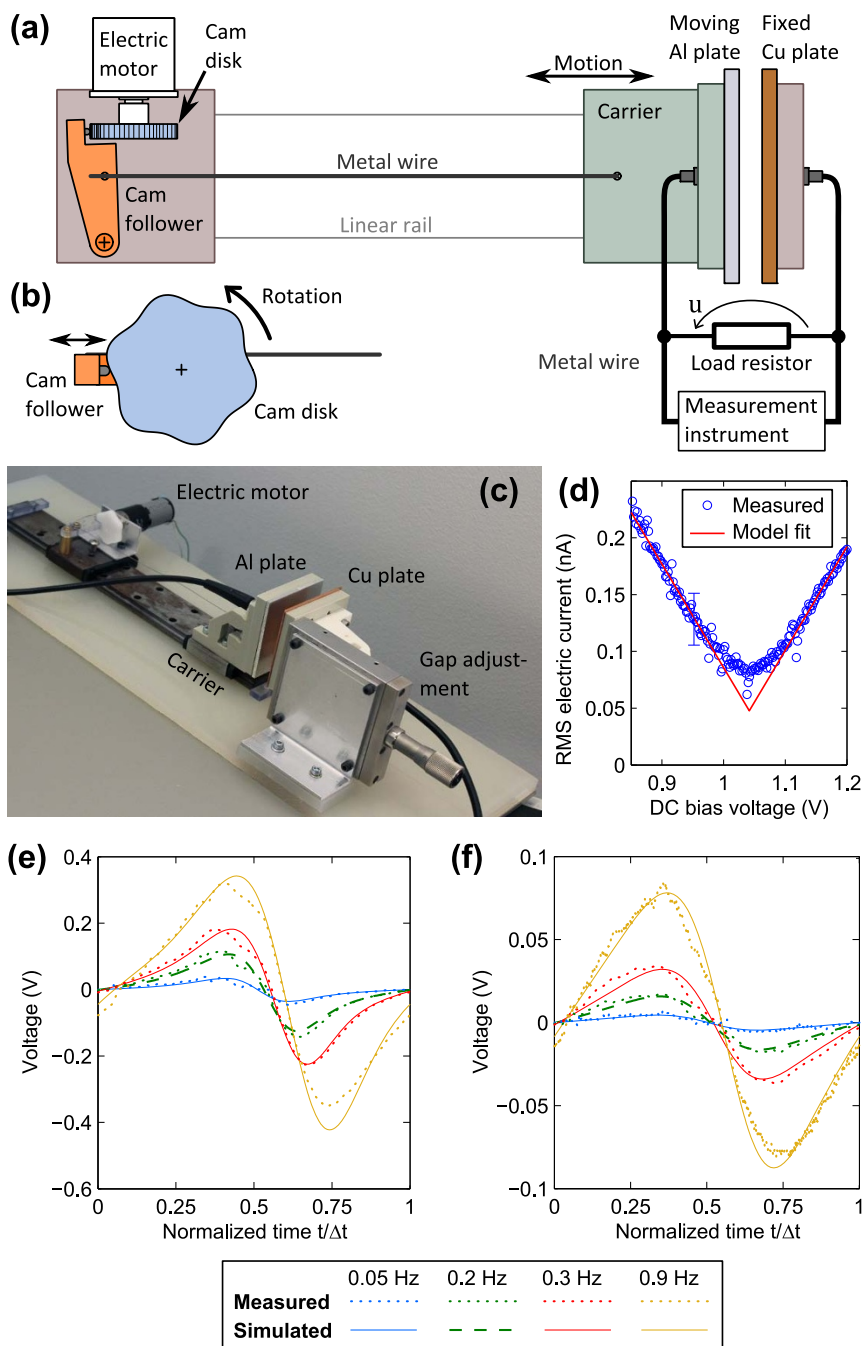 (a)
Electric
motor
Cam
disk
Cam
follower
Metal wire
Linear rail
Motion
Carrier
Moving
Al plate
Fixed
Cu plate
u
Load resistor
Metal wire
Measurement
instrument
(b)
Rotation
Cam
follower
Cam disk
(c)
Electric motor
Al plate
Cu plate
Carrier
Gap adjust-
ment
(d)
Measured
Model fit
RMS electric current (nA)
0.2
0.15
0.1
0.05
0
0.9
1
1.1
1.2
DC bias voltage (V)
(e)
Voltage (V)
0.4
0.2
0
−0.2
−0.4
−0.6
0
0.25
0.5
0.75
1
Normalized time t/Δt
(f)
Voltage (V)
0.1
0.05
0
−0.05
−0.1
0
0.25
0.5
0.75
1
Normalized time t/Δt
0.05 Hz 0.2 Hz 0.3 Hz 0.9 Hz
Measured
Simulated